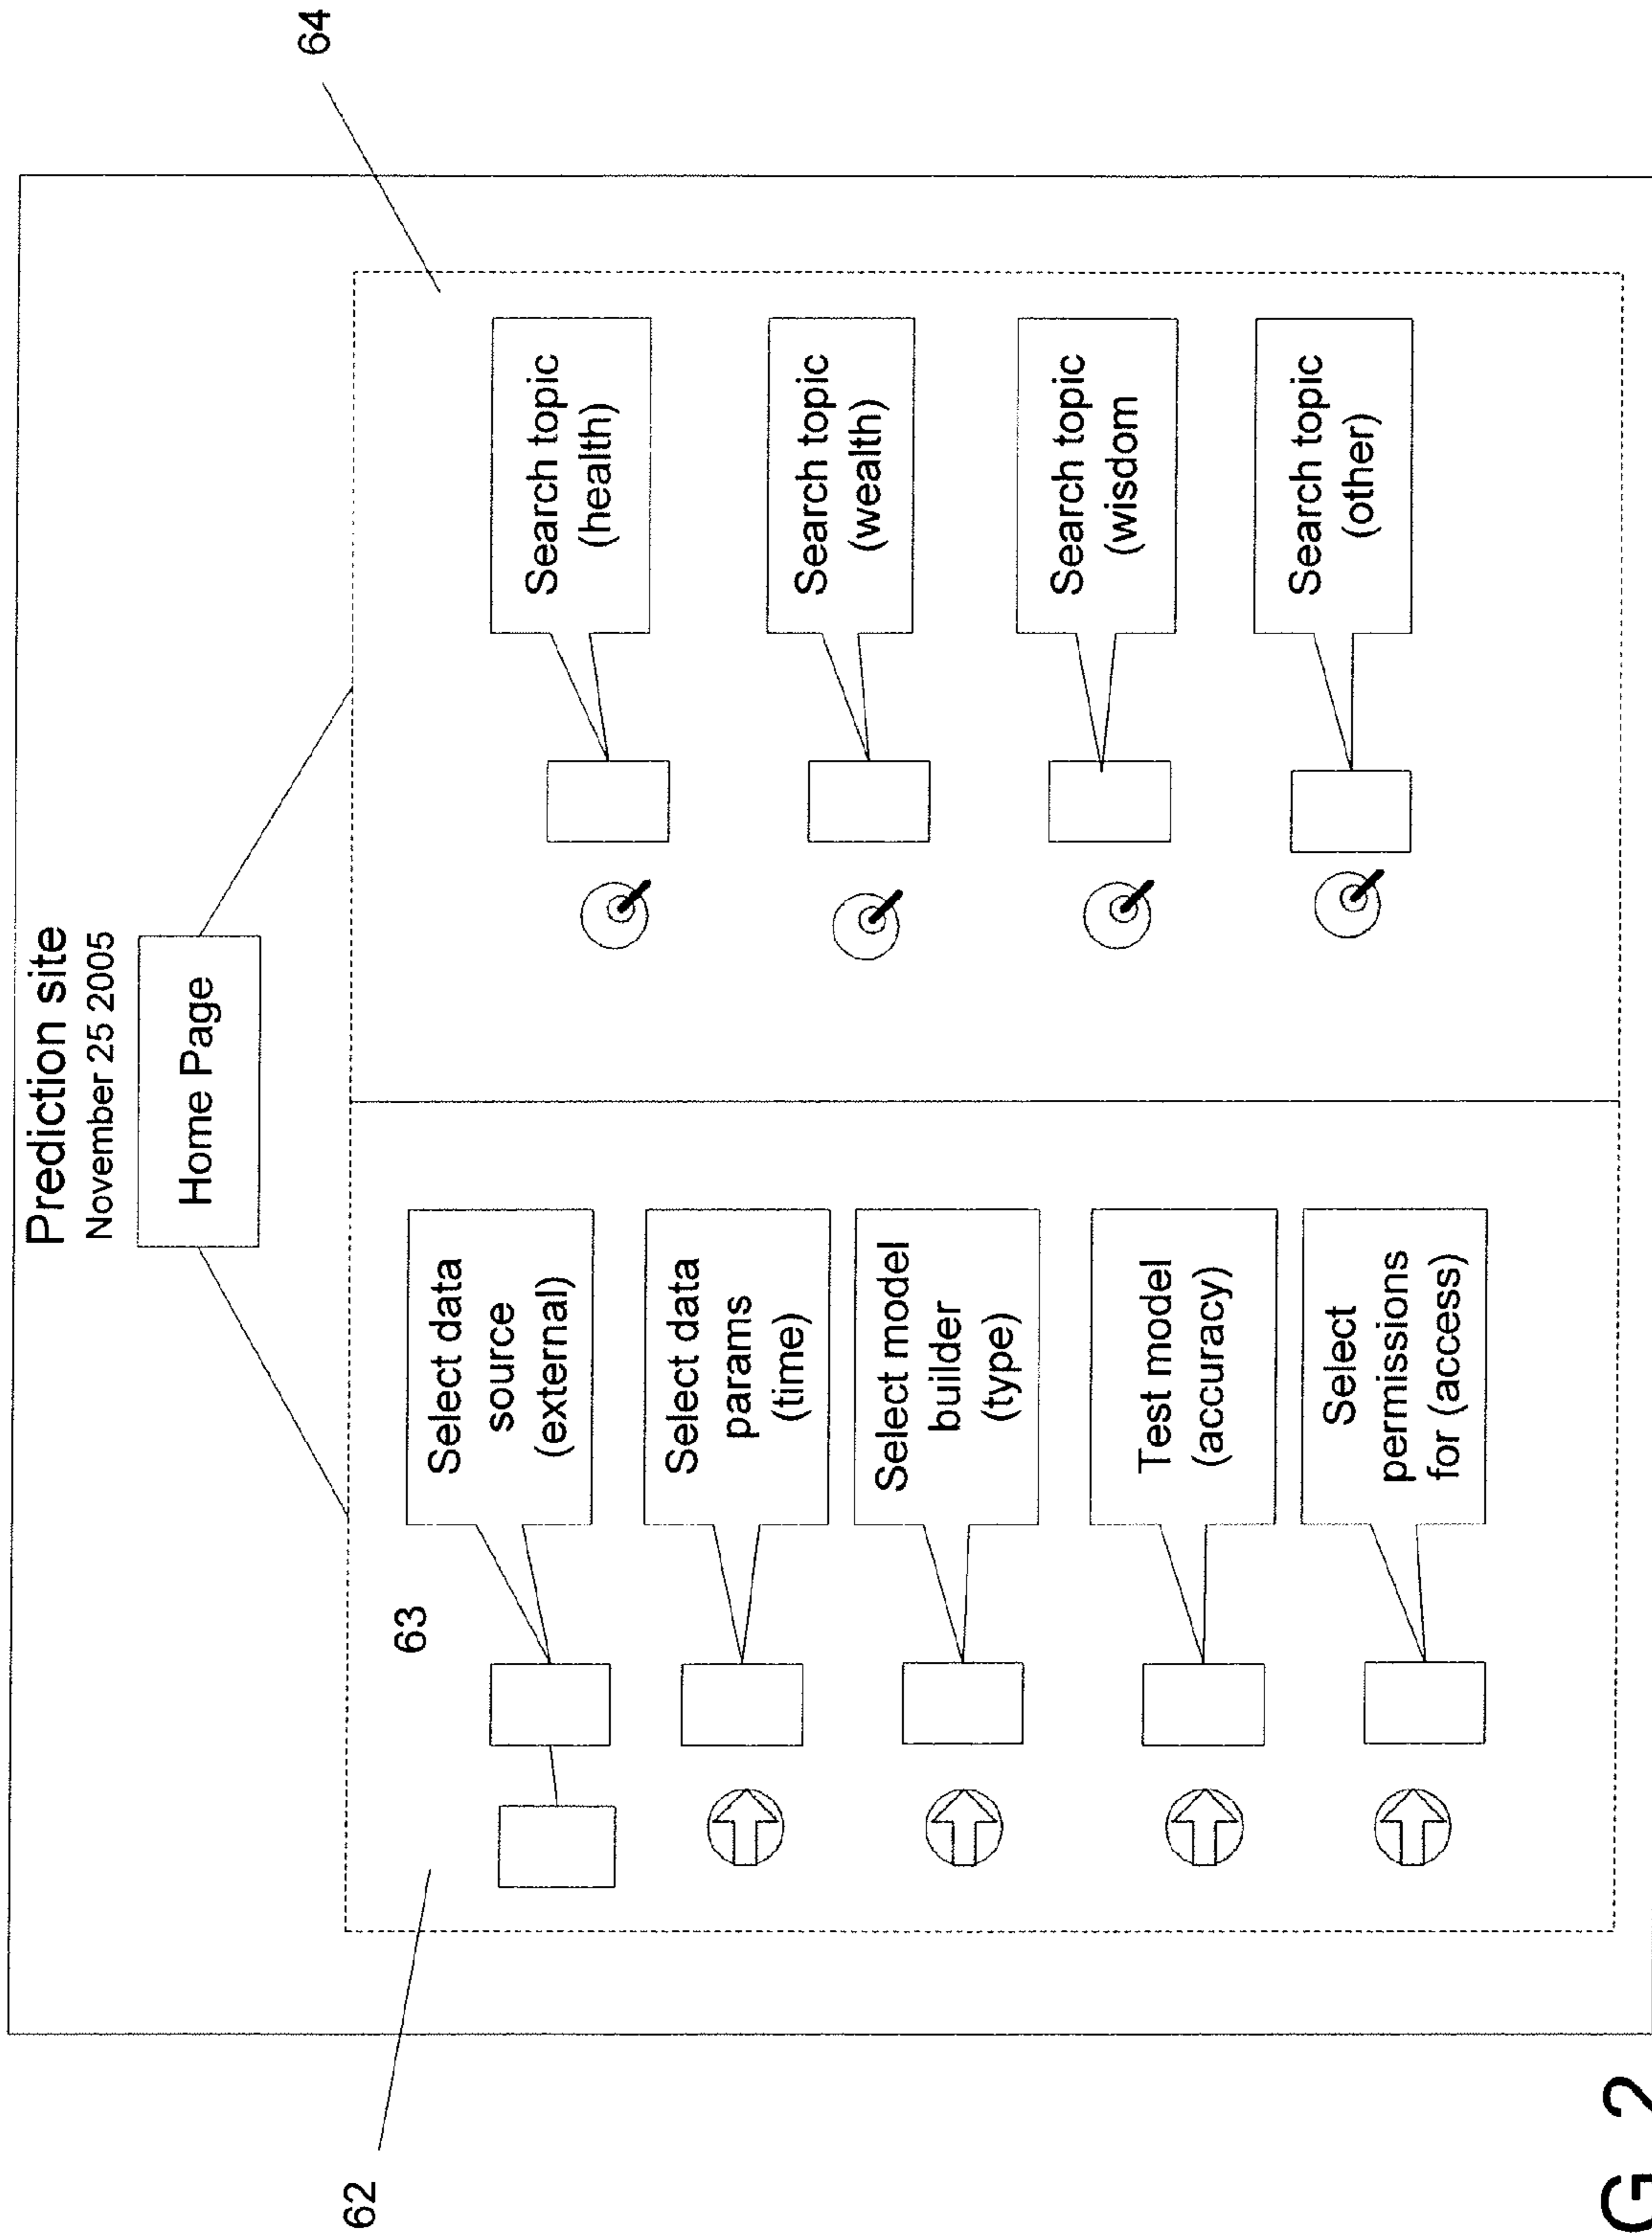 Prediction site
November 25 2005
Home Page
62
63
Select data
source
(external)
Select data
params
(time)
Select model
builder
(type)
Test model
(accuracy)
Select
permissions
for (access)
64
Search topic
(health)
Search topic
(wealth)
Search topic
(wisdom
Search topic
(other)
G 2